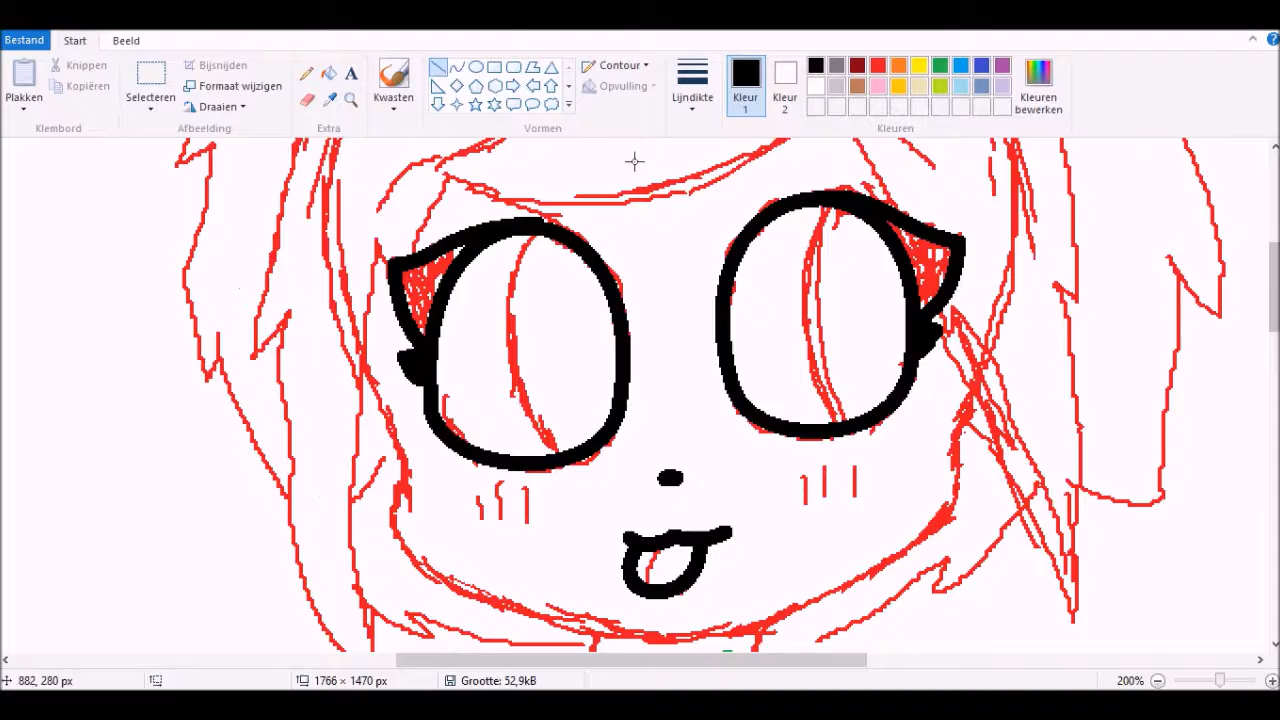 Bestand Start Beeld
Plakken
Knippen
Kopiëren
Klembord
Selecteren
Bijsnijden
Formaat wijzigen
Draaien
Afbeelding
A
Extra
Kwasten
Contour
Opvulling
Vormen
Lijndikte
Kleur
1
Kleur
2
Kleuren
bewerken
Kleuren
882, 280 px
1766 × 1470 px
Grootte: 52,9kB
200%